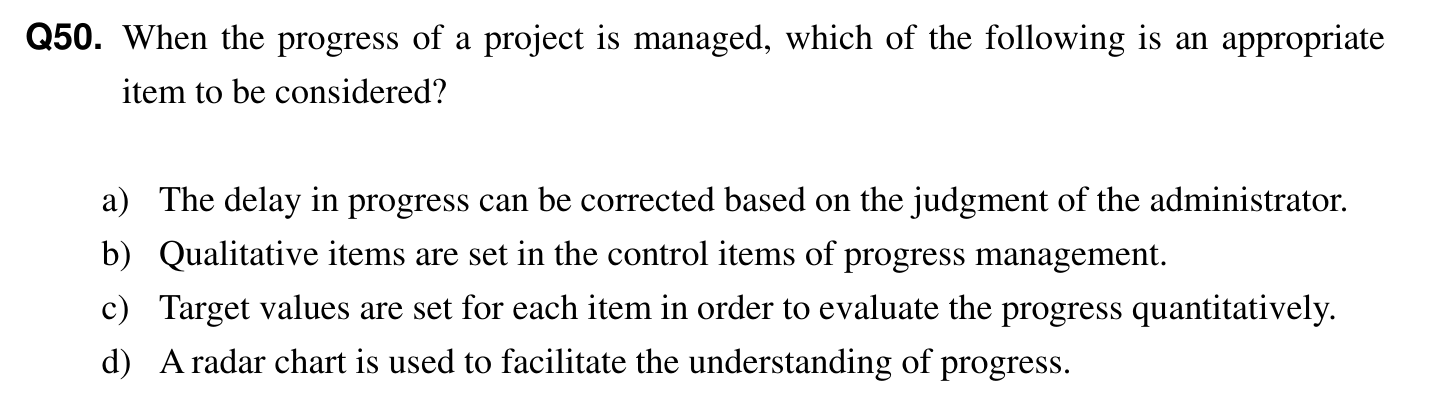 Q50. When the progress of a project is managed, which of the following is an appropriate
item to be considered?
a) The delay in progress can be corrected based on the judgment of the administrator.
b) Qualitative items are set in the control items of progress management.
c) Target values are set for each item in order to evaluate the progress quantitatively.
d) A radar chart is used to facilitate the understanding of progress.